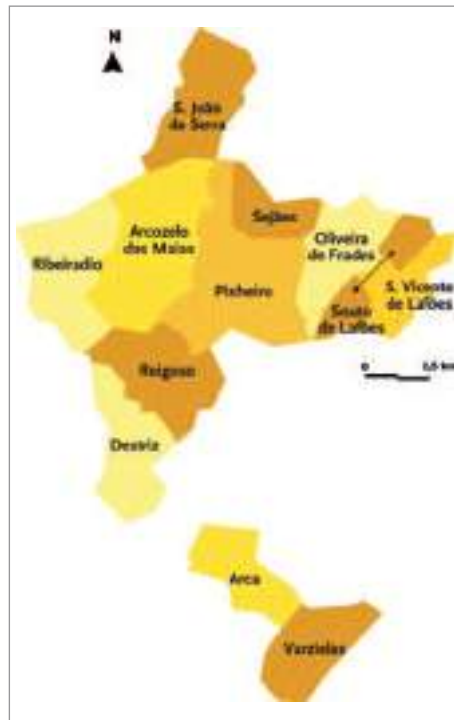 N
S. João
da Serra
Sejães
Arcozelo
das Maias
Oliveira
de Frades
Ribeiradio
Pinheiro
S. Vicente
de Lafões
Souto
de Lafões
Reigoso
0
Destriz
Arca
Varzielas